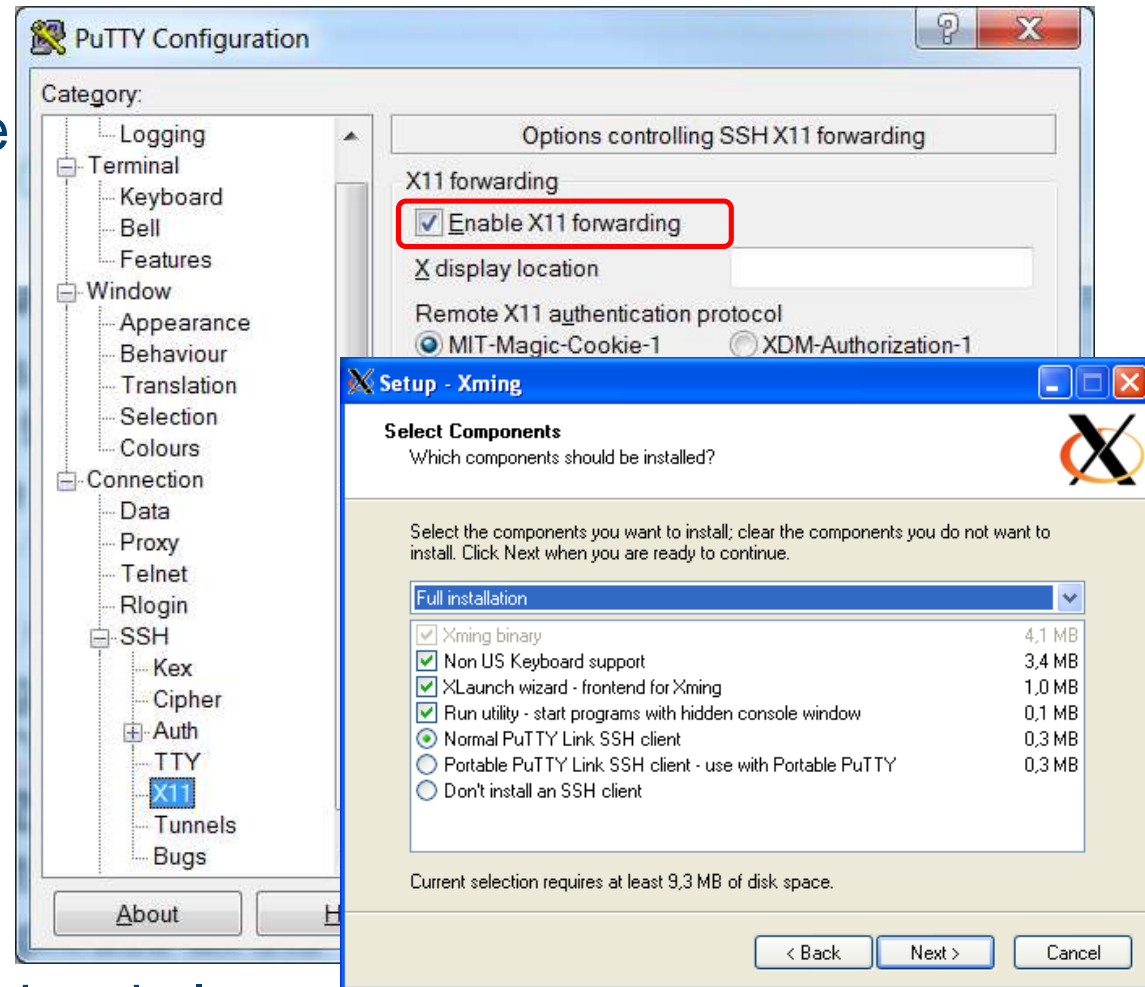 PuTTY Configuration
Category:
Logging
Terminal
Keyboard
Bell
Features
Window
Appearance
Behaviour
Translation
Selection
Colours
Connection
Data
Proxy
Telnet
Rlogin
SSH
Kex
Cipher
Auth
TTY
X11
Tunnels
Bugs
About
Options controlling SSH X11 forwarding
X11 forwarding
Enable X11 forwarding
X display location
Remote X11 authentication protocol
MIT-Magic-Cookie-1 XDM-Authorization-1
Setup - Xming
Select Components
Which components should be installed?
Select the components you want to install; clear the components you do not want to
install. Click Next when you are ready to continue.
Full installation
Xming binary 4,1 MB
Non US Keyboard support 3,4 MB
XLaunch wizard - frontend for Xming 1,0 MB
Run utility - start programs with hidden console window 0,1 MB
Normal PuTTY Link SSH client 0,3 MB
Portable PuTTY Link SSH client - use with Portable PuTTY 0,3 MB
Don't install an SSH client
Current selection requires at least 9,3 MB of disk space.
< Back Next > Cancel